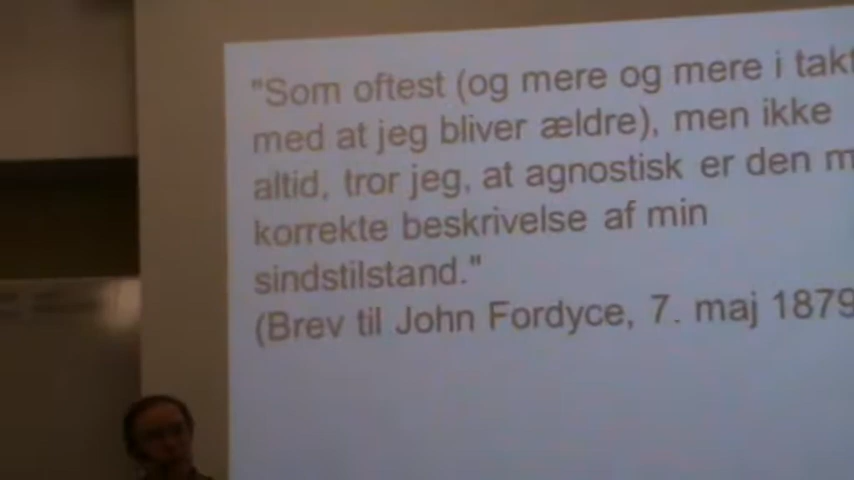 "Som oftest (og mere og mere i takt
med at jeg bliver ældre), men ikke
altid, tror jeg, at agnostisk er den
korrekte beskrivelse af min
sindstilstand."
(Brev til John Fordyce, 7. maj 1879